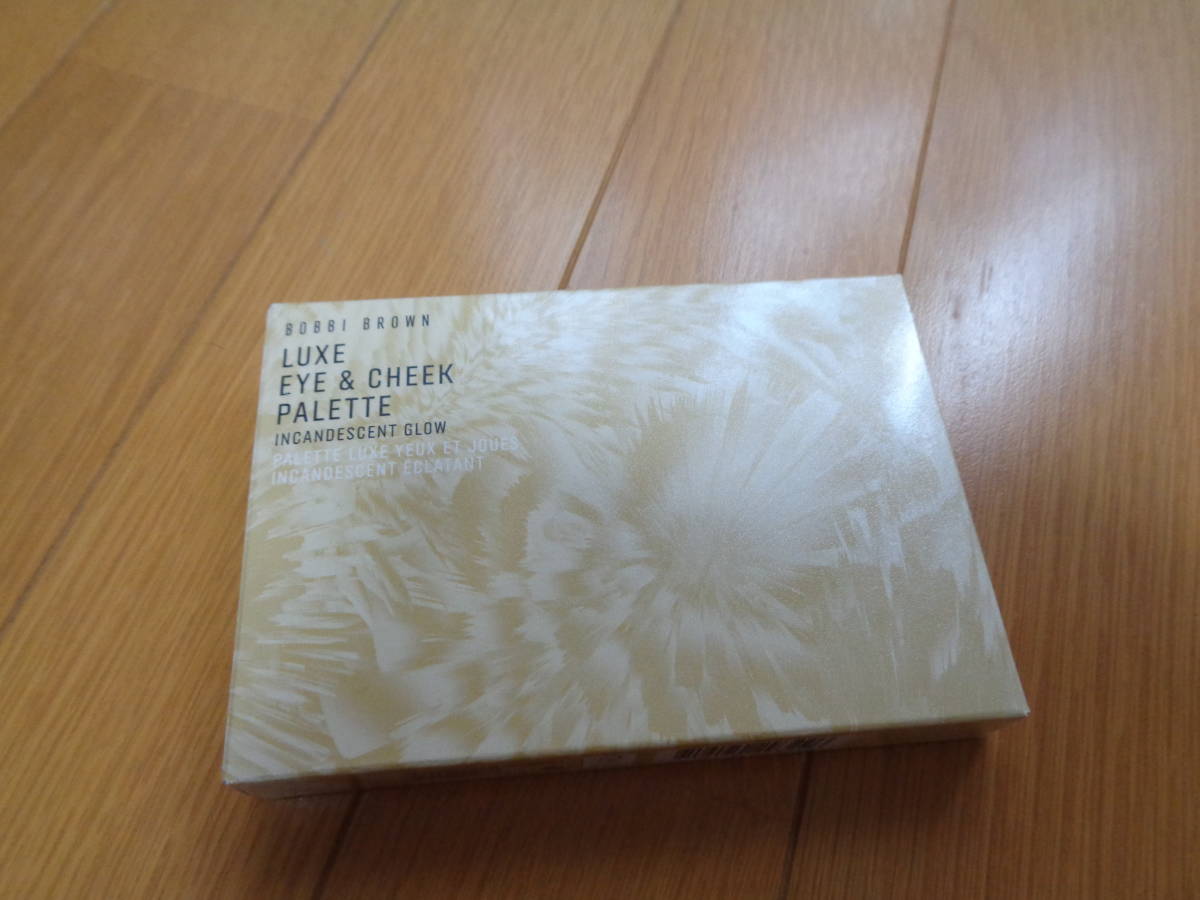 BOBBI BROWN
LUXE
EYE & CHEEK
PALETTE
INCANDESCENT GLOW
PALETTE LUXE YEUX ET JOUES
INCANDESCENT ÉCLATANT